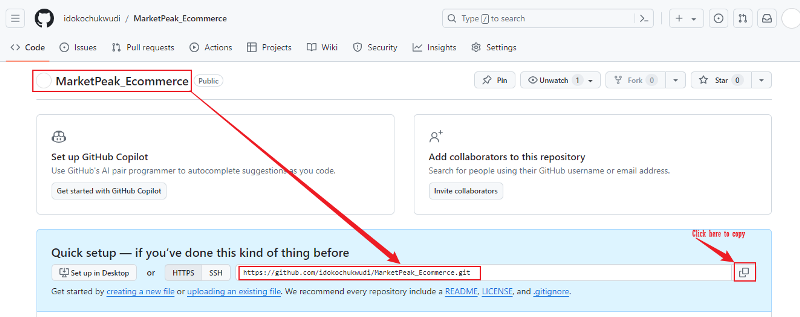 idokochukwudi / MarketPeak_Ecommerce
Type / to search
Code Issues Pull requests Actions Projects Wiki Security Insights Settings
MarketPeak_Ecommerce Public
Pin Unwatch 1 Fork 0 Star 0
Set up GitHub Copilot
Use GitHub's AI pair programmer to autocomplete suggestions as you code.
Get started with GitHub Copilot
Add collaborators to this repository
Search for people using their GitHub username or email address.
Invite collaborators
Click here to copy
Quick setup — if you've done this kind of thing before
Set up in Desktop or HTTPS SSH https://github.com/idokochukwudi/MarketPeak_Ecommerce.git
Get started by creating a new file or uploading an existing file. We recommend every repository include a README, LICENSE, and .gitignore.